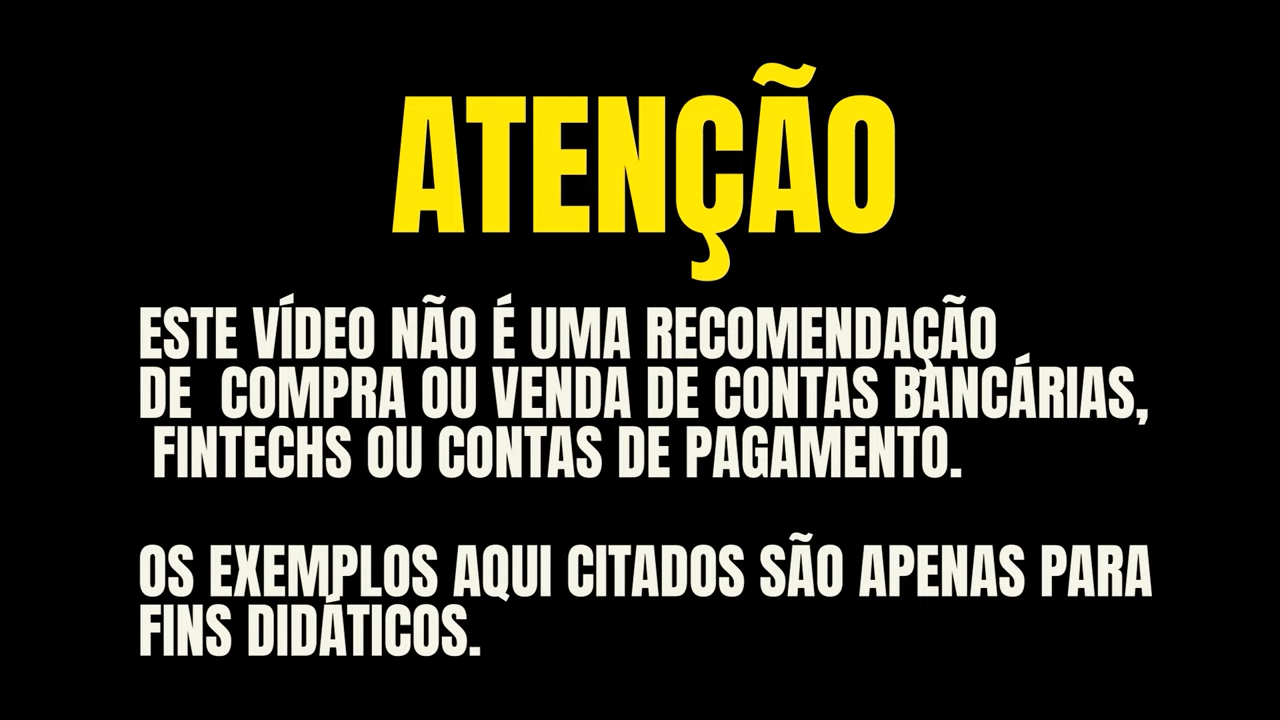 ATENÇÃO
ESTE VÍDEO NÃO É UMA RECOMENDAÇÃO
DE COMPRA OU VENDA DE CONTAS BANCÁRIAS,
FINTECHS OU CONTAS DE PAGAMENTO.
OS EXEMPLOS AQUI CITADOS SÃO APENAS PARA
FINS DIDÁTICOS.